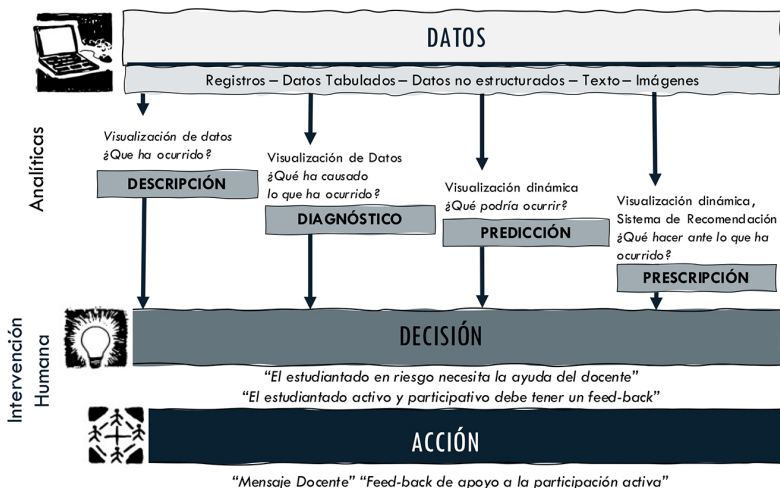 DATOS
Registros – Datos Tabulados – Datos no estructurados – Texto – Imágenes
Analíticas
Visualización de datos
¿Que ha ocurrido?
DESCRIPCIÓN
Visualización de Datos
¿Qué ha causado
lo que ha ocurrido?
DIAGNÓSTICO
Visualización dinámica
¿Qué podría ocurrir?
PREDICCIÓN
Visualización dinámica,
Sistema de Recomendación
¿Qué hacer ante lo que ha
ocurrido?
PRESCRIPCIÓN
Intervención
Humana
DECISIÓN
“El estudiantado en riesgo necesita la ayuda del docente”
“El estudiantado activo y participativo debe tener un feed-back”
ACCIÓN
“Mensaje Docente” “Feed-back de apoyo a la participación activa”